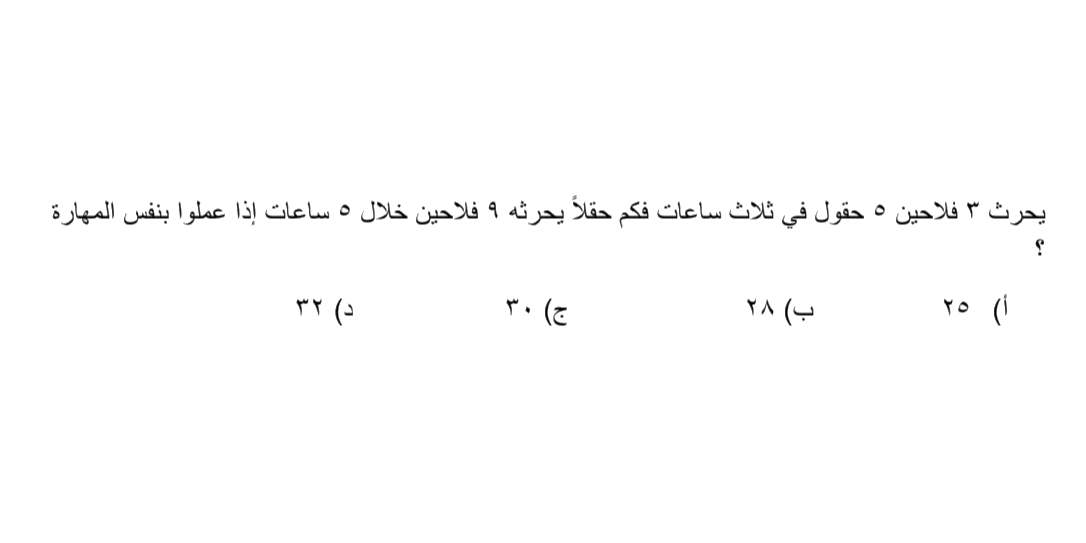 يحرث ٣ فلاحين ٥ حقول في ثلاث ساعات فكم حقلاً يحرثه ٩ فلاحين خلال ٥ ساعات إذا عملوا بنفس المهارة
؟
أ) ٢٥ ب) ٢٨ ج) ٣٠ د) ٣٢